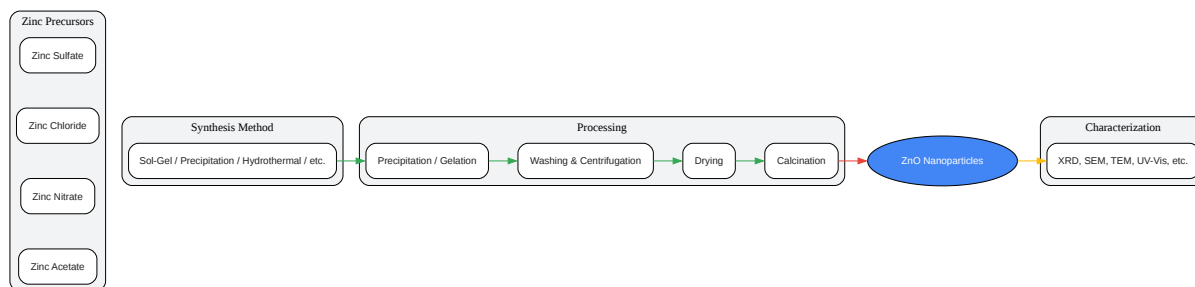 Zinc Precursors
Zinc Sulfate
Zinc Chloride
Zinc Nitrate
Zinc Acetate
Synthesis Method
Sol-Gel / Precipitation / Hydrothermal / etc.
Processing
Precipitation / Gelation
Washing & Centrifugation
Drying
Calcination
ZnO Nanoparticles
Characterization
XRD, SEM, TEM, UV-Vis, etc.